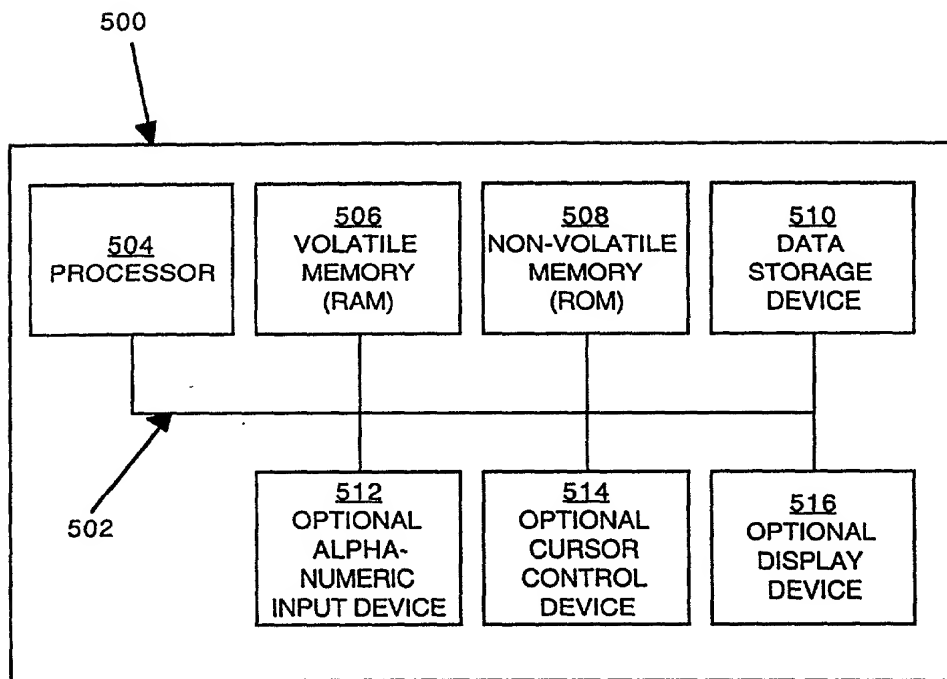 500
504
PROCESSOR
506
VOLATILE
MEMORY
(RAM)
508
NON-VOLATILE
MEMORY
(ROM)
510
DATA
STORAGE
DEVICE
502
512
OPTIONAL
ALPHA-
NUMERIC
INPUT DEVICE
514
OPTIONAL
CURSOR
CONTROL
DEVICE
516
OPTIONAL
DISPLAY
DEVICE